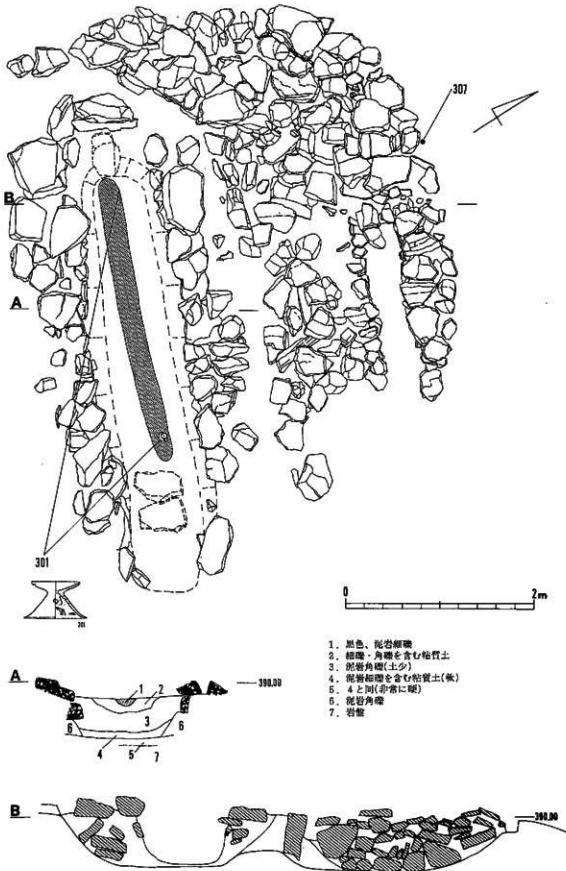 307
B
A
301
301
0 2m
A
390.00
1 2
3
6 6
4 5 7
1. 黒色、泥岩細礫
2. 細礫・角礫を含む粘質土
3. 泥岩角礫(土少)
4. 泥岩細礫を含む粘質土(軟)
5. 4と同(非常に硬)
6. 泥岩角礫
7. 岩盤
B
390.00